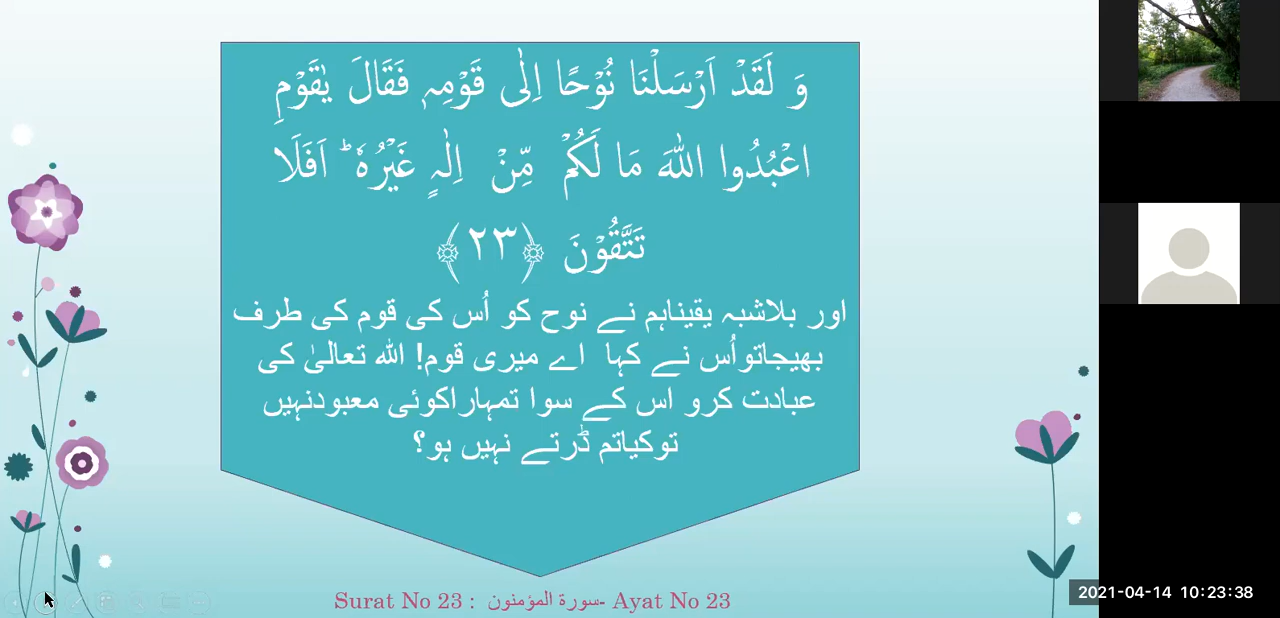 وَ لَقَدۡ اَرۡسَلۡنَا نُوۡحًا اِلٰی قَوۡمِہٖ فَقَالَ یٰقَوۡمِ
اعۡبُدُوا اللّٰہَ مَا لَکُمۡ مِّنۡ اِلٰہٍ غَیۡرُہٗ ؕ اَفَلَا
تَتَّقُوۡنَ ﴿۲۳﴾
اور بلاشبہ یقیناہم نے نوح کو اُس کی قوم کی طرف
بھیجاتواُس نے کہا اے میری قوم! اللہ تعالیٰ کی
عبادت کرو اس کے سوا تمہاراکوئی معبودنہیں
توکیاتم ڈرتے نہیں ہو؟
Surat No 23 : سورة المؤمنون- Ayat No 23
2021-04-14 10:23:38